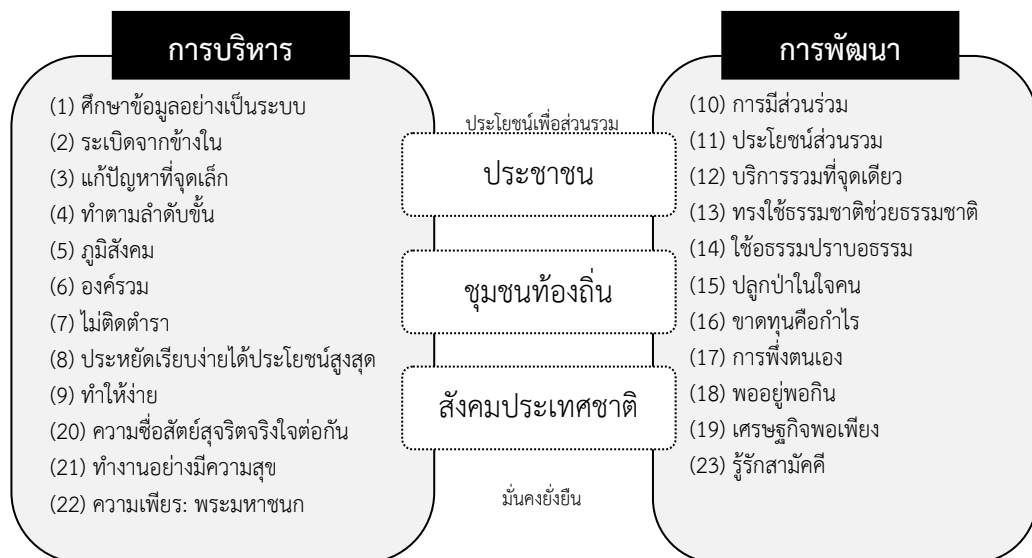 การบริหาร
(1) ศึกษาข้อมูลอย่างเป็นระบบ
(2) ระเบิดจากข้างใน
(3) แก้ปัญหาที่จุดเล็ก
(4) ทำตามลำดับขั้น
(5) ภูมิสังคม
(6) องค์รวม
(7) ไม่ติดตำรา
(8) ประหยัดเรียบง่ายได้ประโยชน์สูงสุด
(9) ทำให้ง่าย
(20) ความซื่อสัตย์สุจริตจริงใจต่อกัน
(21) ทำงานอย่างมีความสุข
(22) ความเพียร: พระมหาชนก
ประโยชน์เพื่อส่วนรวม
ประชาชน
ชุมชนท้องถิ่น
สังคมประเทศชาติ
มั่นคงยั่งยืน
การพัฒนา
(10) การมีส่วนร่วม
(11) ประโยชน์ส่วนรวม
(12) บริการรวมที่จุดเดียว
(13) ทรงใช้ธรรมชาติช่วยธรรมชาติ
(14) ใช้อธรรมปราบอธรรม
(15) ปลูกป่าในใจคน
(16) ขาดทุนคือกำไร
(17) การพึ่งตนเอง
(18) พออยู่พอกิน
(19) เศรษฐกิจพอเพียง
(23) รู้รักสามัคคี